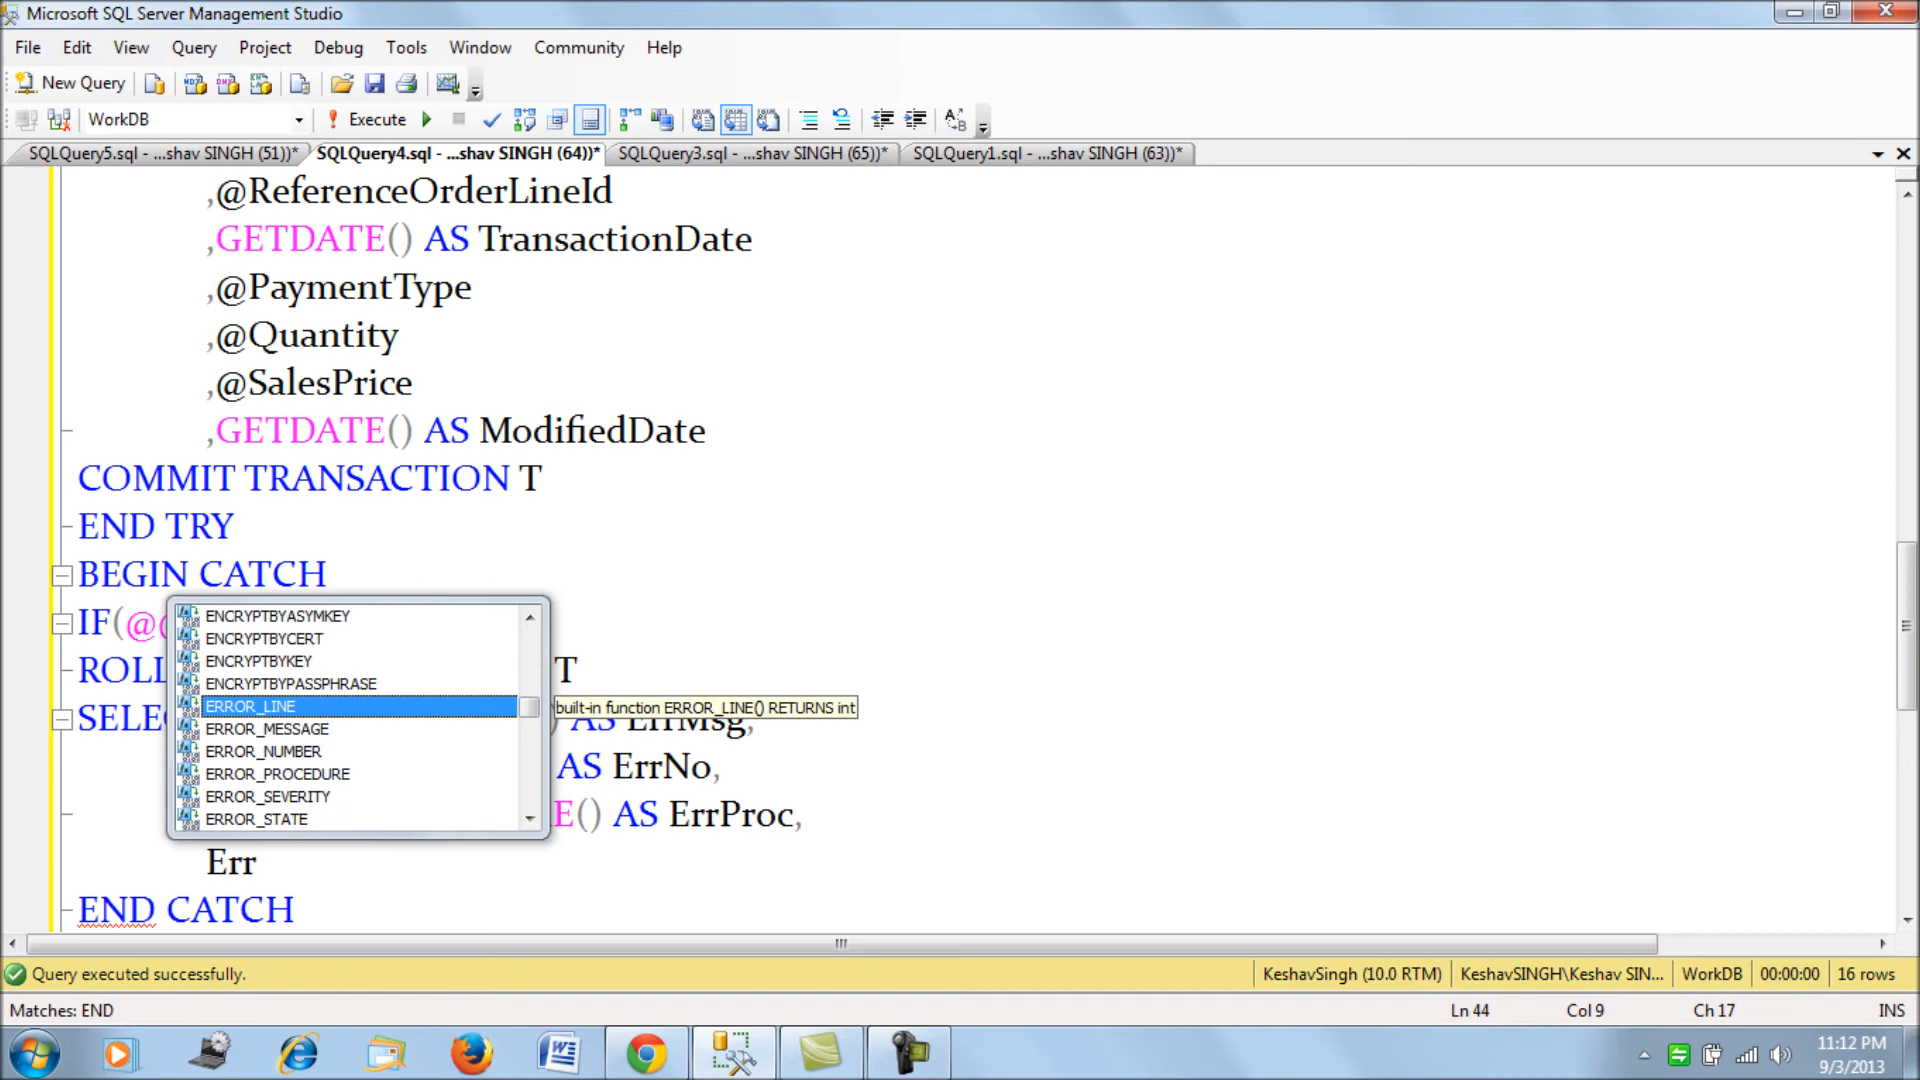 Microsoft SQL Server Management Studio
File Edit View Query Project Debug Tools Window Community Help
New Query
WorkDB Execute
SQLQuery5.sql - ...shav SINGH (51))* SQLQuery4.sql - ...shav SINGH (64))* SQLQuery3.sql - ...shav SINGH (65))* SQLQuery1.sql - ...shav SINGH (63))*
,@ReferenceOrderLineId
,GETDATE() AS TransactionDate
,@PaymentType
,@Quantity
,@SalesPrice
,GETDATE() AS ModifiedDate
COMMIT TRANSACTION T
END TRY
BEGIN CATCH
IF(@
ROLL T
SELE ) AS ErrMsg,
AS ErrNo,
E() AS ErrProc,
Err
END CATCH
ENCRYPTBYASYMKEY
ENCRYPTBYCERT
ENCRYPTBYKEY
ENCRYPTBYPASSPHRASE
ERROR_LINE
ERROR_MESSAGE
ERROR_NUMBER
ERROR_PROCEDURE
ERROR_SEVERITY
ERROR_STATE
built-in function ERROR_LINE() RETURNS int
Query executed successfully. KeshavSingh (10.0 RTM) KeshavSINGH\Keshav SIN... WorkDB 00:00:00 16 rows
Matches: END Ln 44 Col 9 Ch 17 INS
11:12 PM
9/3/2013